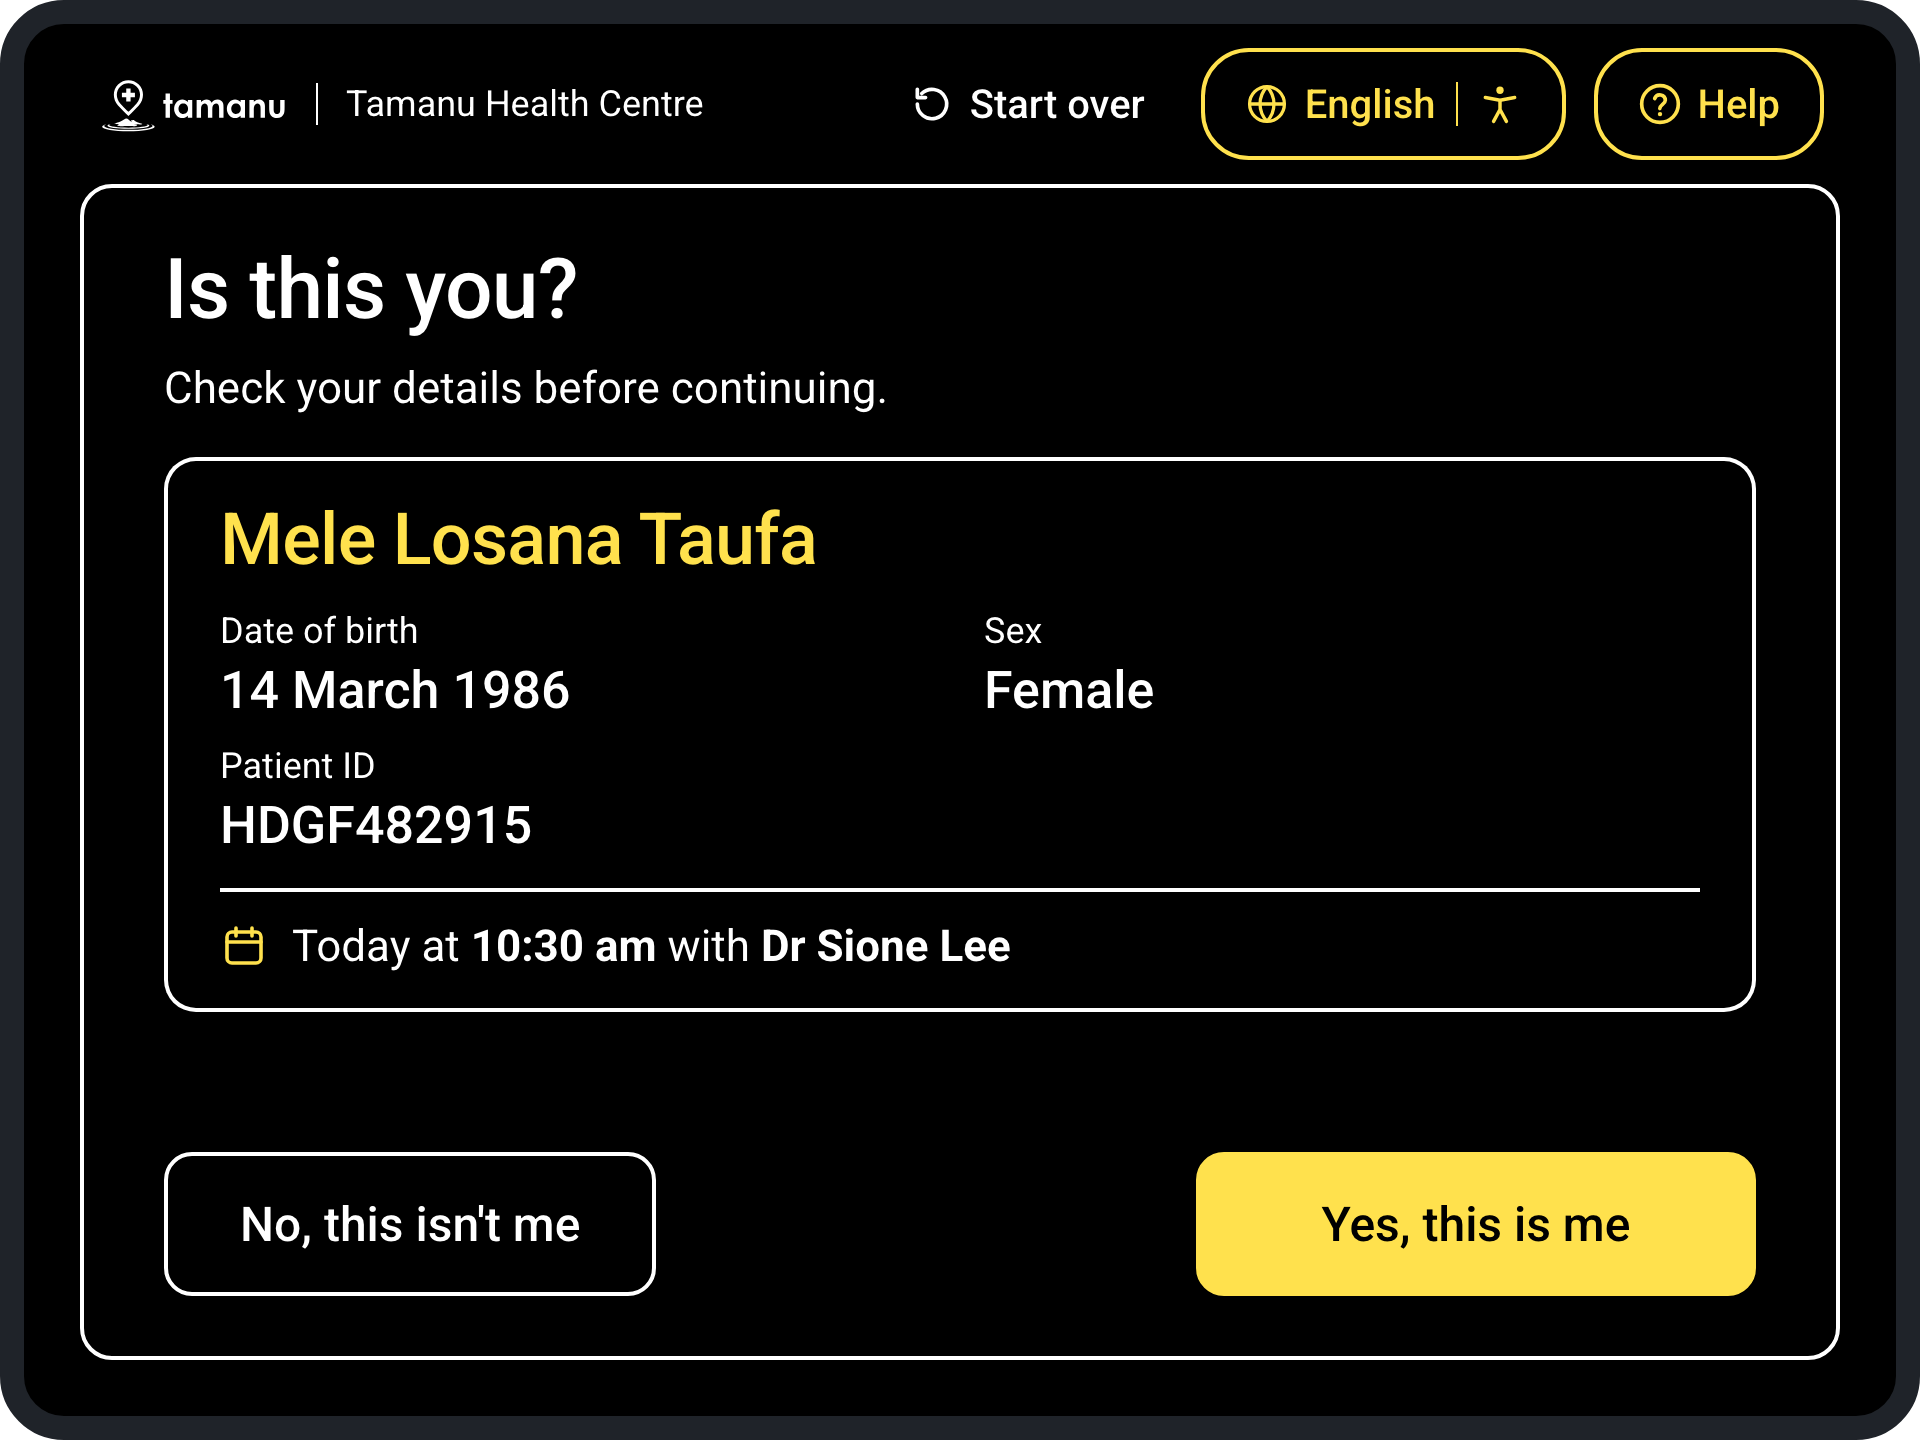 tamanu
Tamanu Health Centre
Start over
English
Help
Is this you?
Check your details before continuing.
Mele Losana Taufa
Date of birth
14 March 1986
Sex
Female
Patient ID
HDGF482915
Today at 10:30 am with Dr Sione Lee
No, this isn't me
Yes, this is me